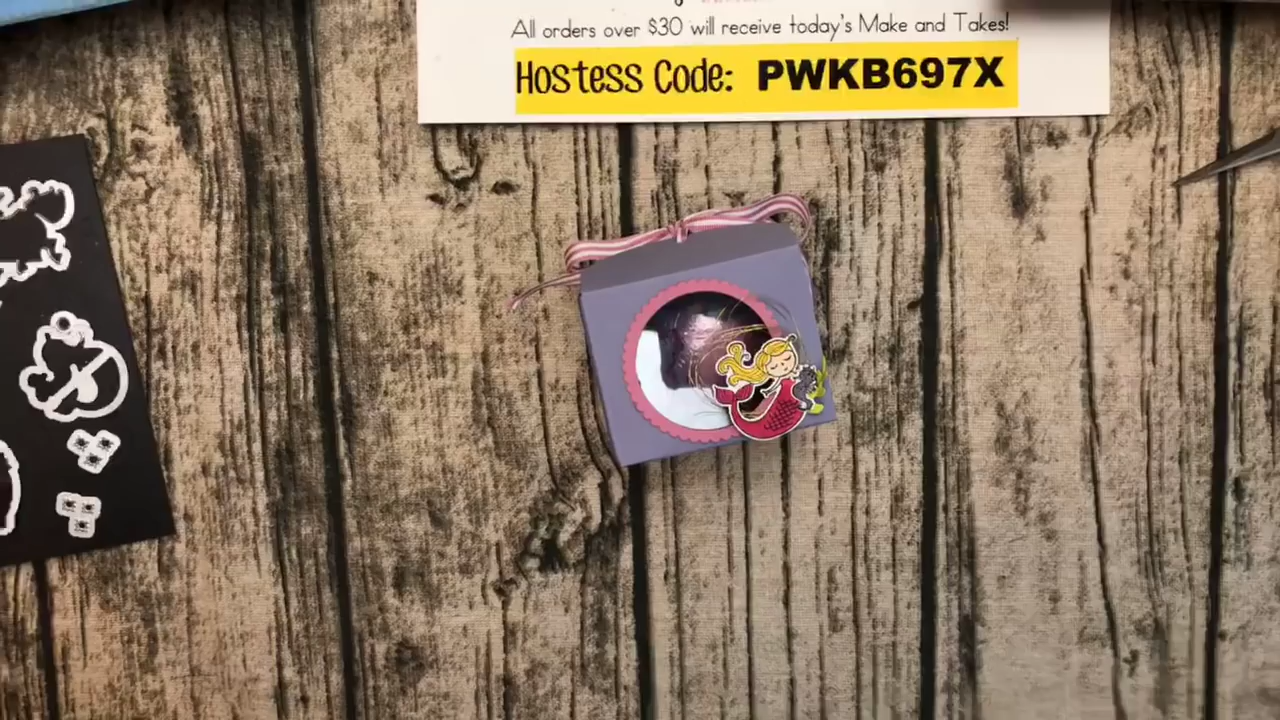 All orders over $30 will receive today's Make and Takes!
Hostess Code: PWKB697X